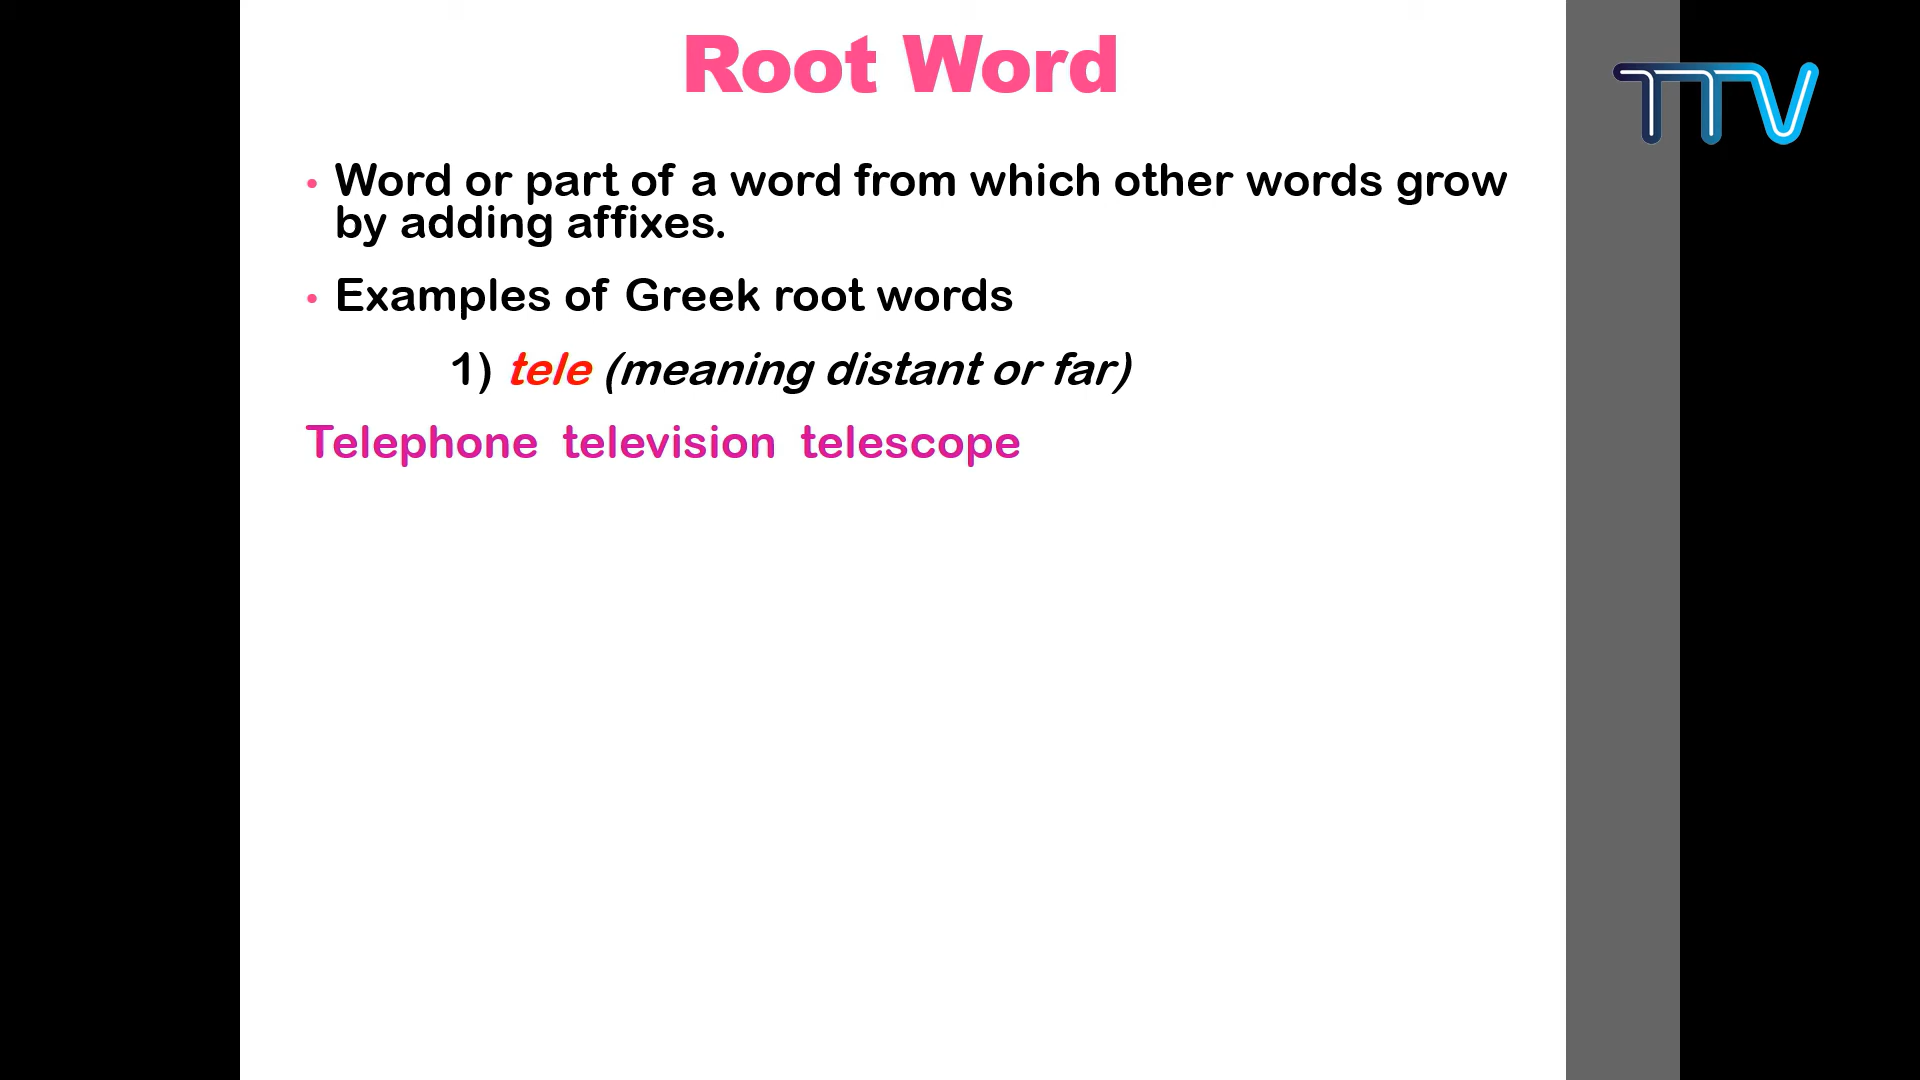 Root Word
TTV
• Word or part of a word from which other words grow
by adding affixes.
• Examples of Greek root words
1) tele (meaning distant or far)
Telephone television telescope